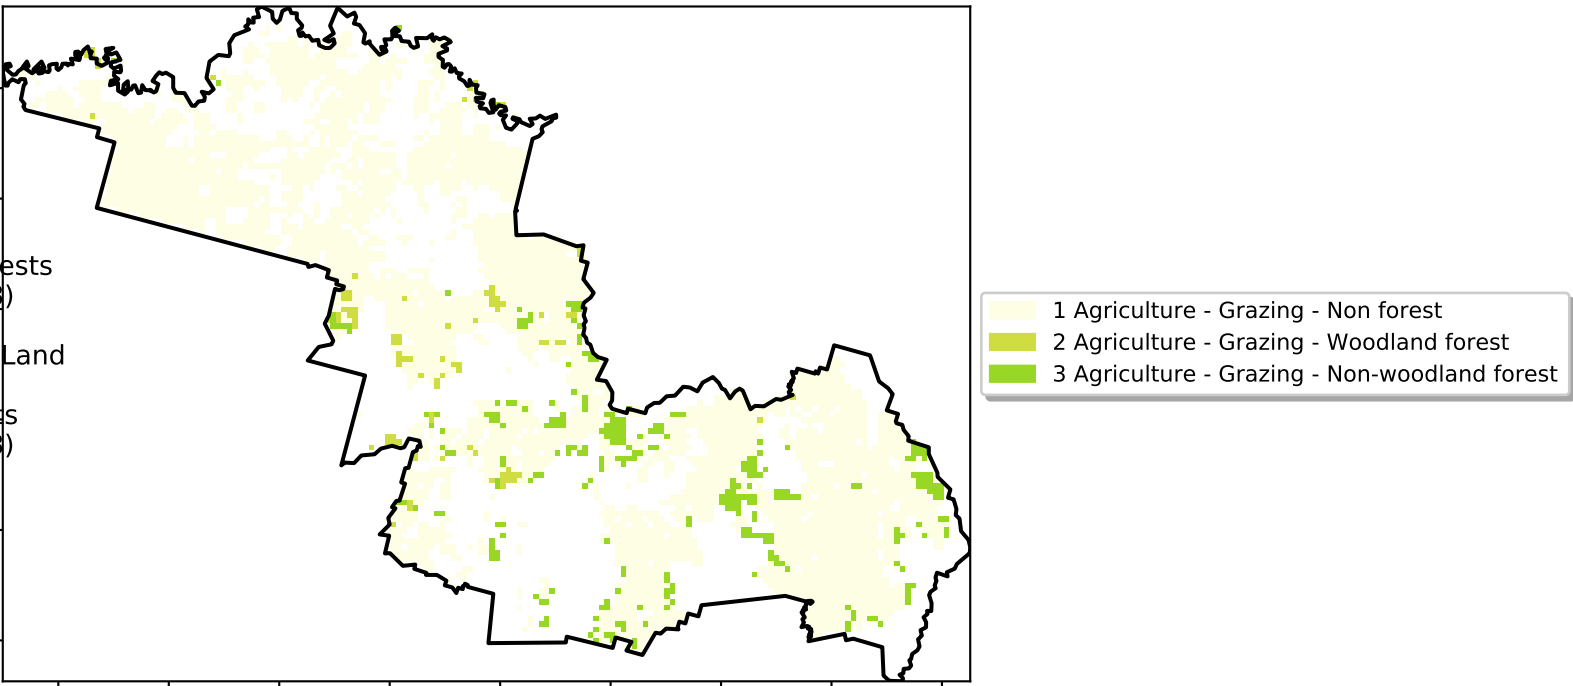 ests
)
Land
s
)
1 Agriculture - Grazing - Non forest
2 Agriculture - Grazing - Woodland forest
3 Agriculture - Grazing - Non-woodland forest